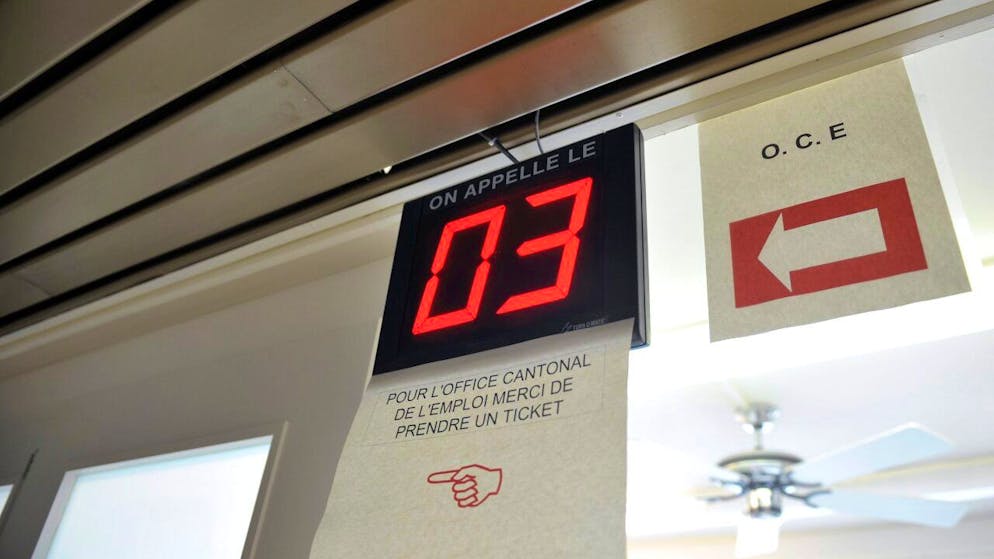 ON APPELLE LE
03
POUR L'OFFICE CANTONAL
DE L'EMPLOI MERCI DE
PRENDRE UN TICKET
O. C. E